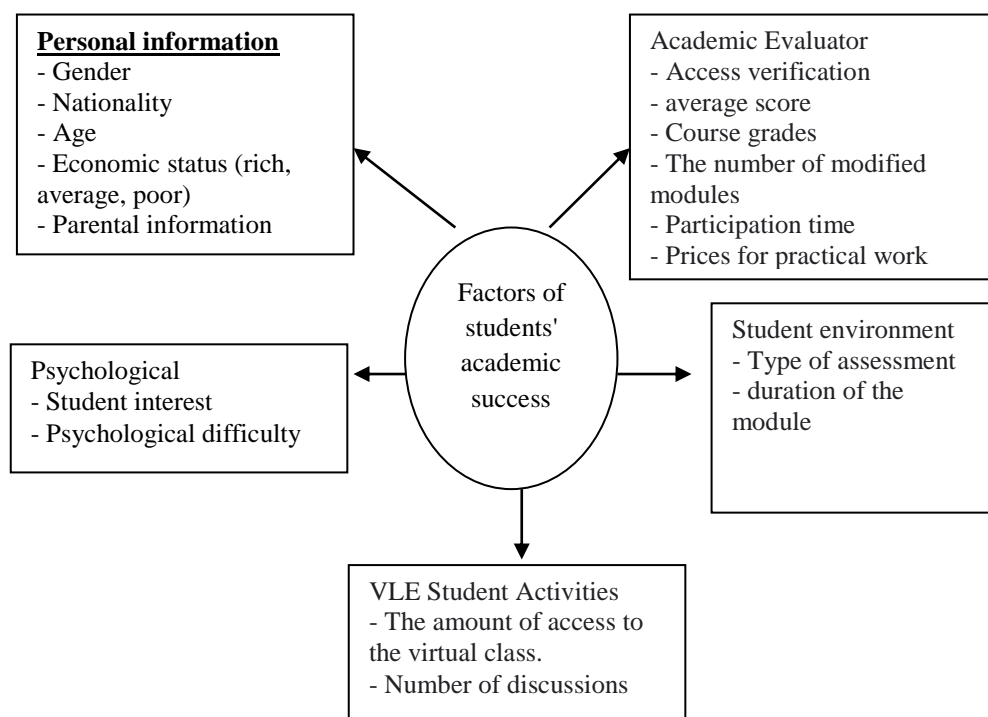 Personal information
- Gender
- Nationality
- Age
- Economic status (rich,
average, poor)
- Parental information
Academic Evaluator
- Access verification
- average score
- Course grades
- The number of modified
modules
- Participation time
- Prices for practical work
Factors of
students'
academic
success
Psychological
- Student interest
- Psychological difficulty
Student environment
- Type of assessment
- duration of the
module
VLE Student Activities
- The amount of access to
the virtual class.
- Number of discussions